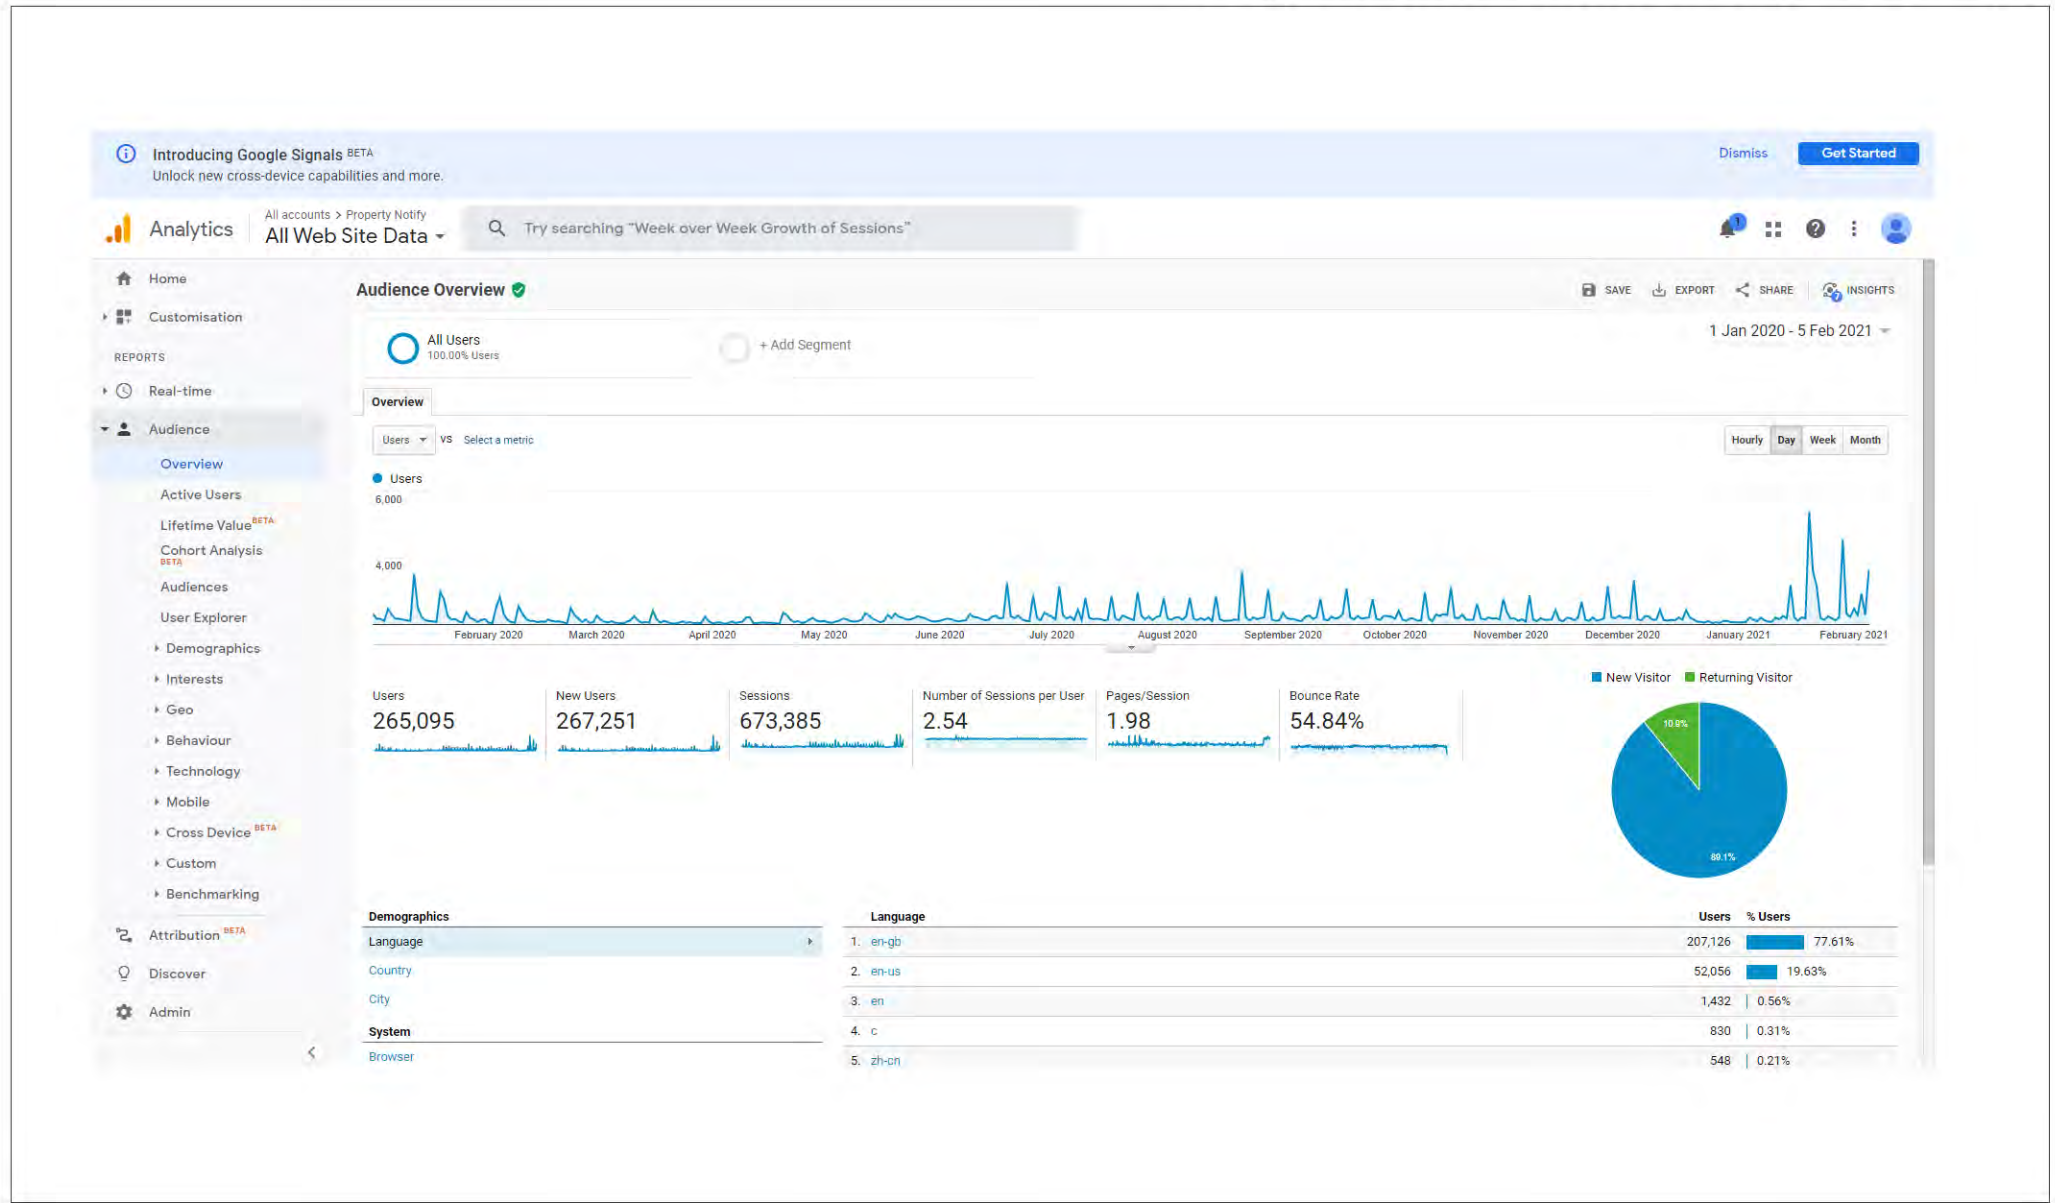 Introducing Google Signals BETA
Unlock new cross-device capabilities and more.
Dismiss
Get Started
Analytics
All accounts > Property Notify
All Web Site Data
Try searching "Week over Week Growth of Sessions"
1
Home
Customisation
REPORTS
Real-time
Audience
Overview
Active Users
Lifetime Value BETA
Cohort Analysis
BETA
Audiences
User Explorer
Demographics
Interests
Geo
Behaviour
Technology
Mobile
Cross Device BETA
Custom
Benchmarking
Attribution BETA
Discover
Admin
Audience Overview
SAVE
EXPORT
SHARE
7
INSIGHTS
All Users
100.00% Users
+ Add Segment
1 Jan 2020 - 5 Feb 2021
Overview
Users
VS
Select a metric
Hourly Day Week Month
Users
6,000
4,000
February 2020 March 2020 April 2020 May 2020 June 2020 July 2020 August 2020 September 2020 October 2020 November 2020 December 2020 January 2021 February 2021
Users
265,095
New Users
267,251
Sessions
673,385
Number of Sessions per User
2.54
Pages/Session
1.98
Bounce Rate
54.84%
New Visitor Returning Visitor
10.9%
89.1%
Demographics
Language
Country
City
System
Browser
Language Users % Users
1. en-gb 207,126 77.61%
2. en-us 52,056 19.63%
3. en 1,432 0.56%
4. c 830 0.31%
5. zh-cn 548 0.21%